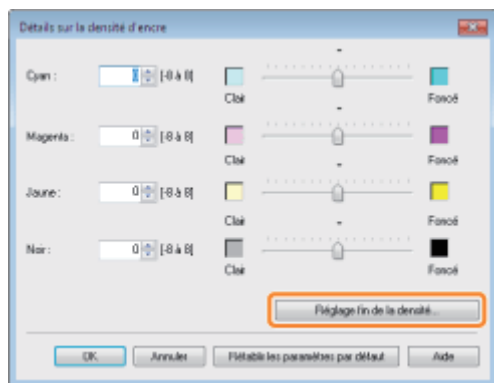 Détails sur la densité d'encre
-
Cyan : 0 [-8 à 8]
Clair Foncé
-
Magenta : 0 [-8 à 8]
Clair Foncé
-
Jaune : 0 [-8 à 8]
Clair Foncé
-
Noir : 0 [-8 à 8]
Clair Foncé
Réglage fin de la densité...
OK Annuler Rétablir les paramètres par défaut Aide